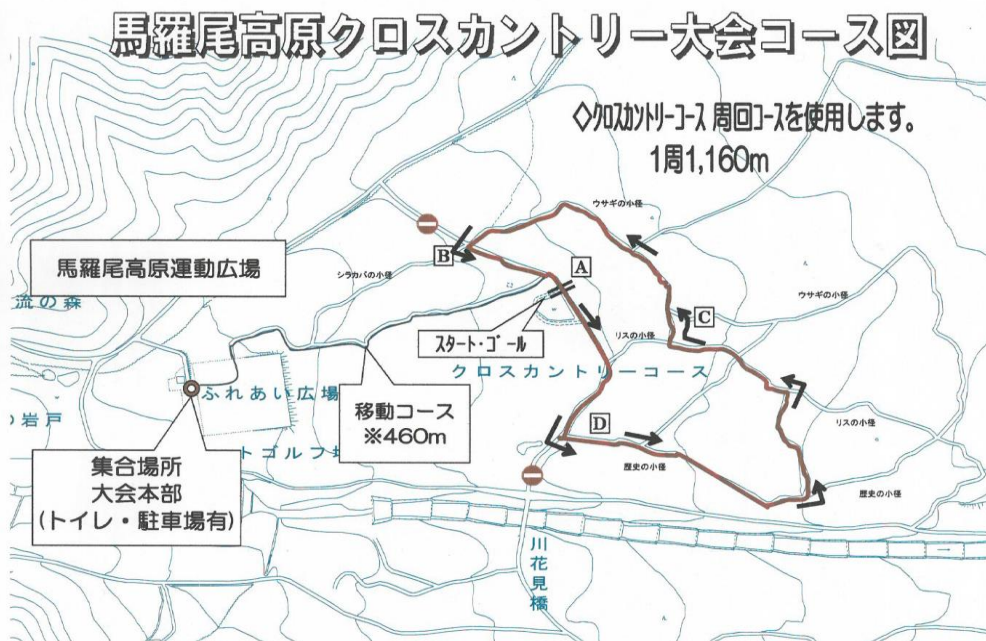 馬羅尾高原クロスカントリー大会コース図
◇クロスカントリーコース 周回コースを使用します。
1周1,160m
ウサギの小径
B
馬羅尾高原運動広場
シラカバの小径
A
ウサギの小径
流の森
C
スタート・ゴール
リスの小径
クロスカントリーコース
ふれあい広場
移動コース
※460m
の岩戸
D
リスの小径
トゴルフ場
集合場所
大会本部
(トイレ・駐車場有)
歴史の小径
歴史の小径
川花見橋